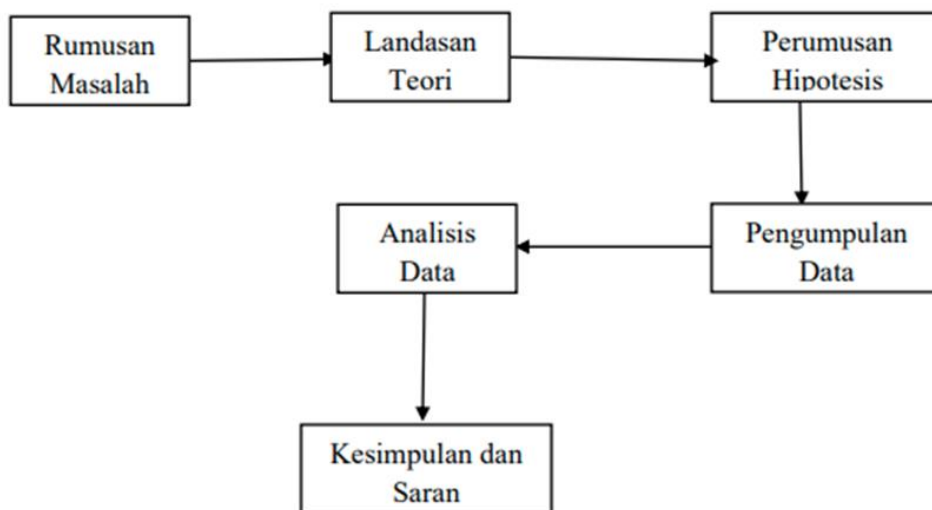 Rumusan
Masalah
Landasan
Teori
Perumusan
Hipotesis
Pengumpulan
Data
Analisis
Data
Kesimpulan dan
Saran